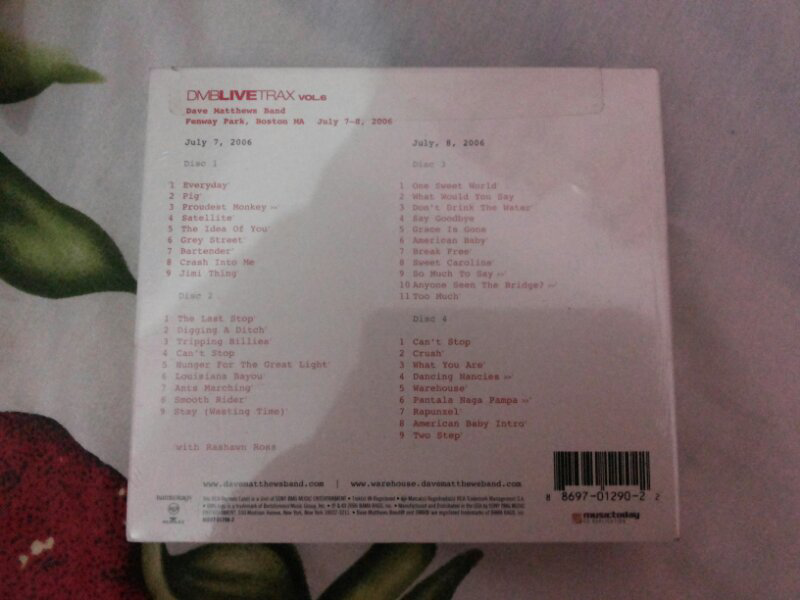 DMBLIVETRAX VOL.6
Dave Matthews Band
Fenway Park, Boston MA July 7-8, 2006
July 7, 2006
Disc 1
1 Everyday*
2 Pig*
3 Proudest Monkey >>
4 Satellite*
5 The Idea Of You*
6 Grey Street*
7 Bartender*
8 Crash Into Me
9 Jimi Thing
Disc 2
1 The Last Stop*
2 Digging A Ditch*
3 Tripping Billies*
4 Can't Stop
5 Hunger For The Great Light*
6 Louisiana Bayou*
7 Ants Marching*
8 Smooth Rider*
9 Stay (Wasting Time)
*with Rashawn Ross
July, 8, 2006
Disc 3
1 One Sweet World*
2 What Would You Say
3 Don't Drink The Water*
4 Say Goodbye
5 Grace Is Gone
6 American Baby*
7 Break Free*
8 Sweet Caroline*
9 So Much To Say >>*
10 Anyone Seen The Bridge? >>*
11 Too Much*
Disc 4
1 Can't Stop
2 Crush*
3 What You Are*
4 Dancing Nancies >>*
5 Warehouse*
6 Pantala Naga Pampa >>*
7 Rapunzel*
8 American Baby Intro*
9 Two Step*
www.davematthewsband.com | www.warehouse.davematthewsband.com
8 8697-01290-2 2
musictoday